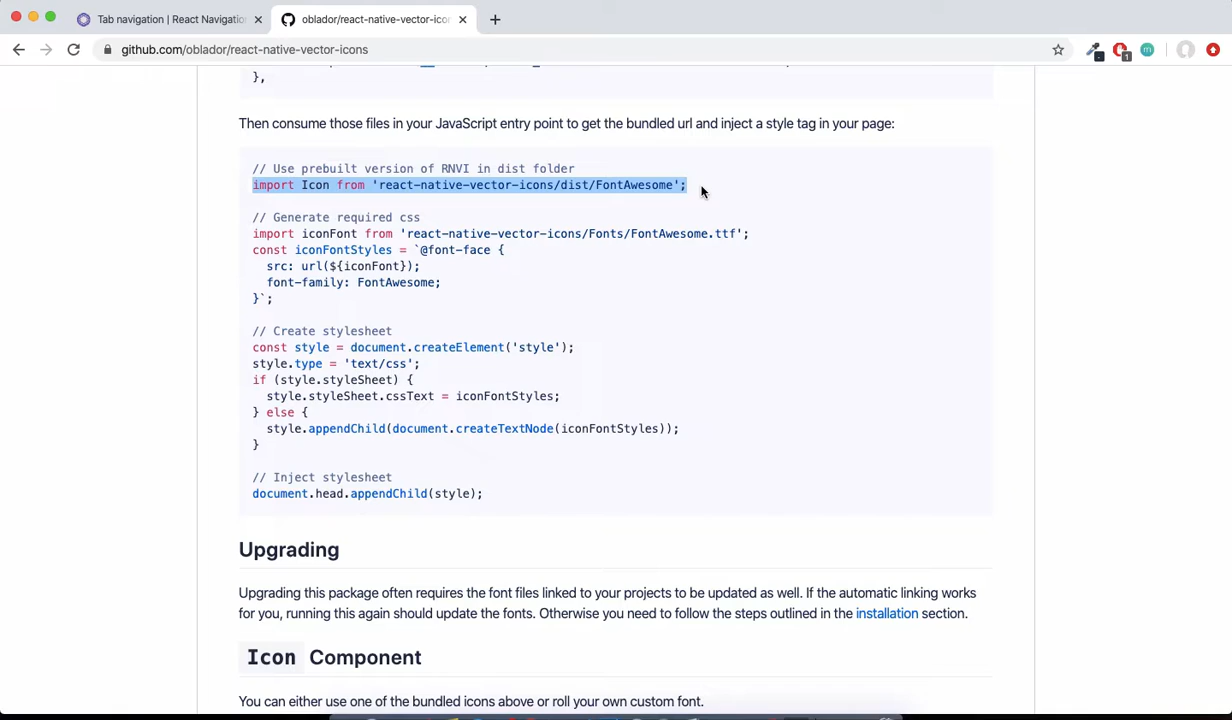 Tab navigation | React Navigation
oblador/react-native-vector-ico
github.com/oblador/react-native-vector-icons
1
m
},
Then consume those files in your JavaScript entry point to get the bundled url and inject a style tag in your page:
// Use prebuilt version of RNVI in dist folder
import Icon from 'react-native-vector-icons/dist/FontAwesome';
// Generate required css
import iconFont from 'react-native-vector-icons/Fonts/FontAwesome.ttf';
const iconFontStyles = `@font-face {
src: url(${iconFont});
font-family: FontAwesome;
}`;
// Create stylesheet
const style = document.createElement('style');
style.type = 'text/css';
if (style.styleSheet) {
style.styleSheet.cssText = iconFontStyles;
} else {
style.appendChild(document.createTextNode(iconFontStyles));
}
// Inject stylesheet
document.head.appendChild(style);
Upgrading
Upgrading this package often requires the font files linked to your projects to be updated as well. If the automatic linking works
for you, running this again should update the fonts. Otherwise you need to follow the steps outlined in the installation section.
Icon Component
You can either use one of the bundled icons above or roll your own custom font.